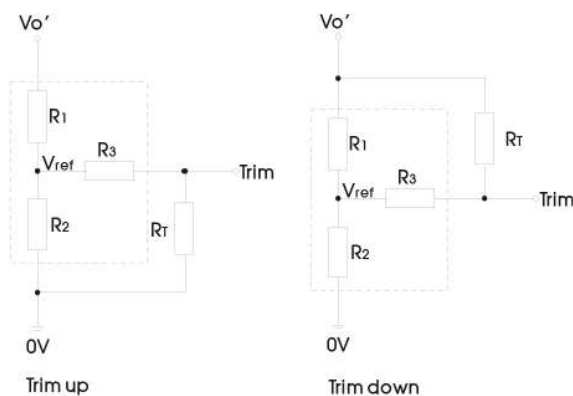 Vo’
R1
Vref
R3
Trim
R2
RT
0V
Trim up
Vo’
R1
RT
Vref
R3
Trim
R2
0V
Trim down